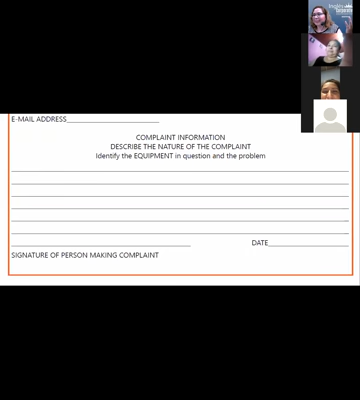 E-MAIL ADDRESS
COMPLAINT INFORMATION
DESCRIBE THE NATURE OF THE COMPLAINT
Identify the EQUIPMENT in question and the problem
DATE
SIGNATURE OF PERSON MAKING COMPLAINT